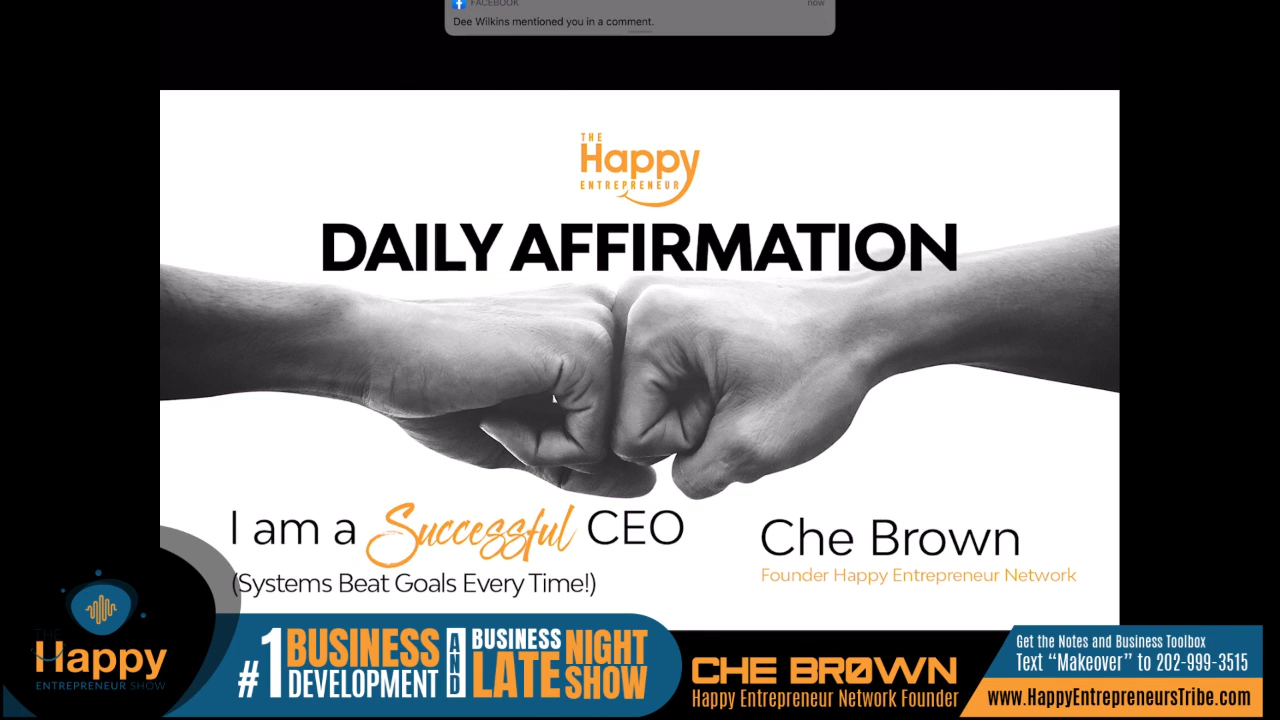 FACEBOOK
now
Dee Wilkins mentioned you in a comment.
THE
Happy
ENTREPRENEUR
DAILY AFFIRMATION
I am a Successful CEO
(Systems Beat Goals Every Time!)
Che Brown
Founder Happy Entrepreneur Network
THE
Happy
ENTREPRENEUR SHOW
#1 BUSINESS DEVELOPMENT AND BUSINESS LATE NIGHT SHOW
CHE BROWN
Happy Entrepreneur Network Founder
Get the Notes and Business Toolbox
Text “Makeover” to 202-999-3515
www.HappyEntrepreneursTribe.com